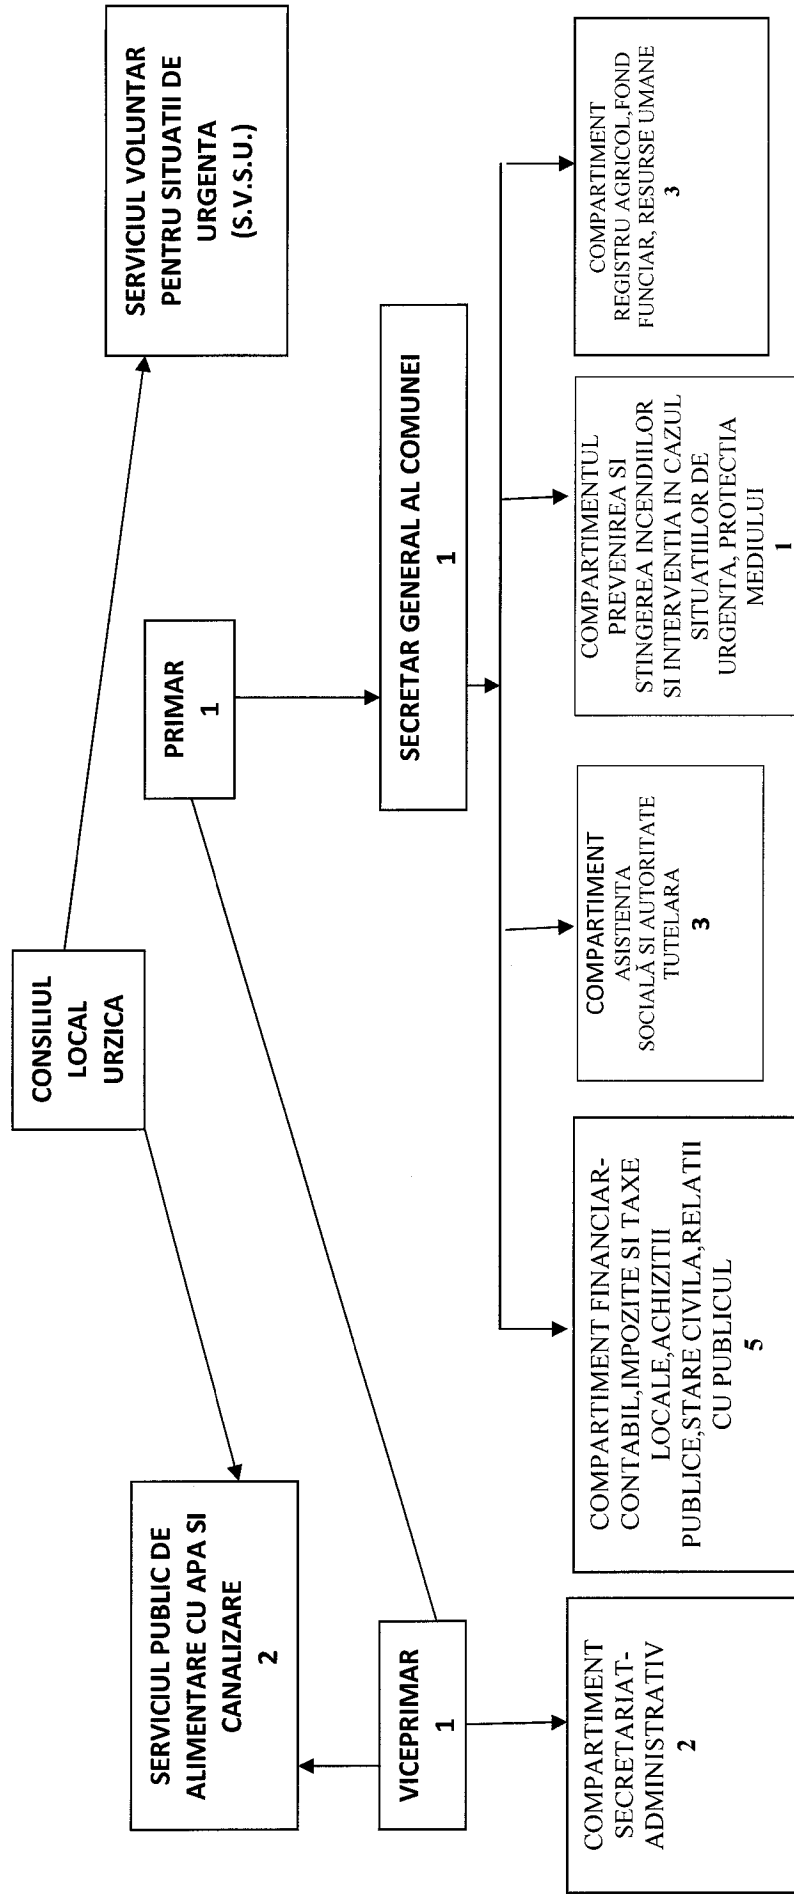 CONSILIUL
LOCAL
URZICA
SERVICIUL VOLUNTAR
PENTRU SITUATII DE
URGENTA
(S.V.S.U.)
SERVICIUL PUBLIC DE
ALIMENTARE CU APA SI
CANALIZARE
2
PRIMAR
1
VICEPRIMAR
1
SECRETAR GENERAL AL COMUNEI
1
COMPARTIMENT
SECRETARIAT-
ADMINISTRATIV
2
COMPARTIMENT FINANCIAR-
CONTABIL,IMPOZITE SI TAXE
LOCALE,ACHIZITII
PUBLICE,STARE CIVILA,RELATII
CU PUBLICUL
5
COMPARTIMENT
ASISTENTA
SOCIALĂ SI AUTORITATE
TUTELARA
3
COMPARTIMENTUL
PREVENIREA SI
STINGEREA INCENDIILOR
SI INTERVENTIA IN CAZUL
SITUATIILOR DE
URGENTA, PROTECTIA
MEDIULUI
1
COMPARTIMENT
REGISTRU AGRICOL,FOND
FUNCIAR, RESURSE UMANE
3